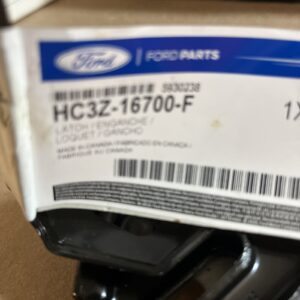 Ford
FORD PARTS
5930238
HC3Z-16700-F
1X
LATCH / ENGANCHE /
LOQUET / GANCHO
MADE IN CANADA / FABRICADO EN CANADA /
FABRIQUE AU CANADA